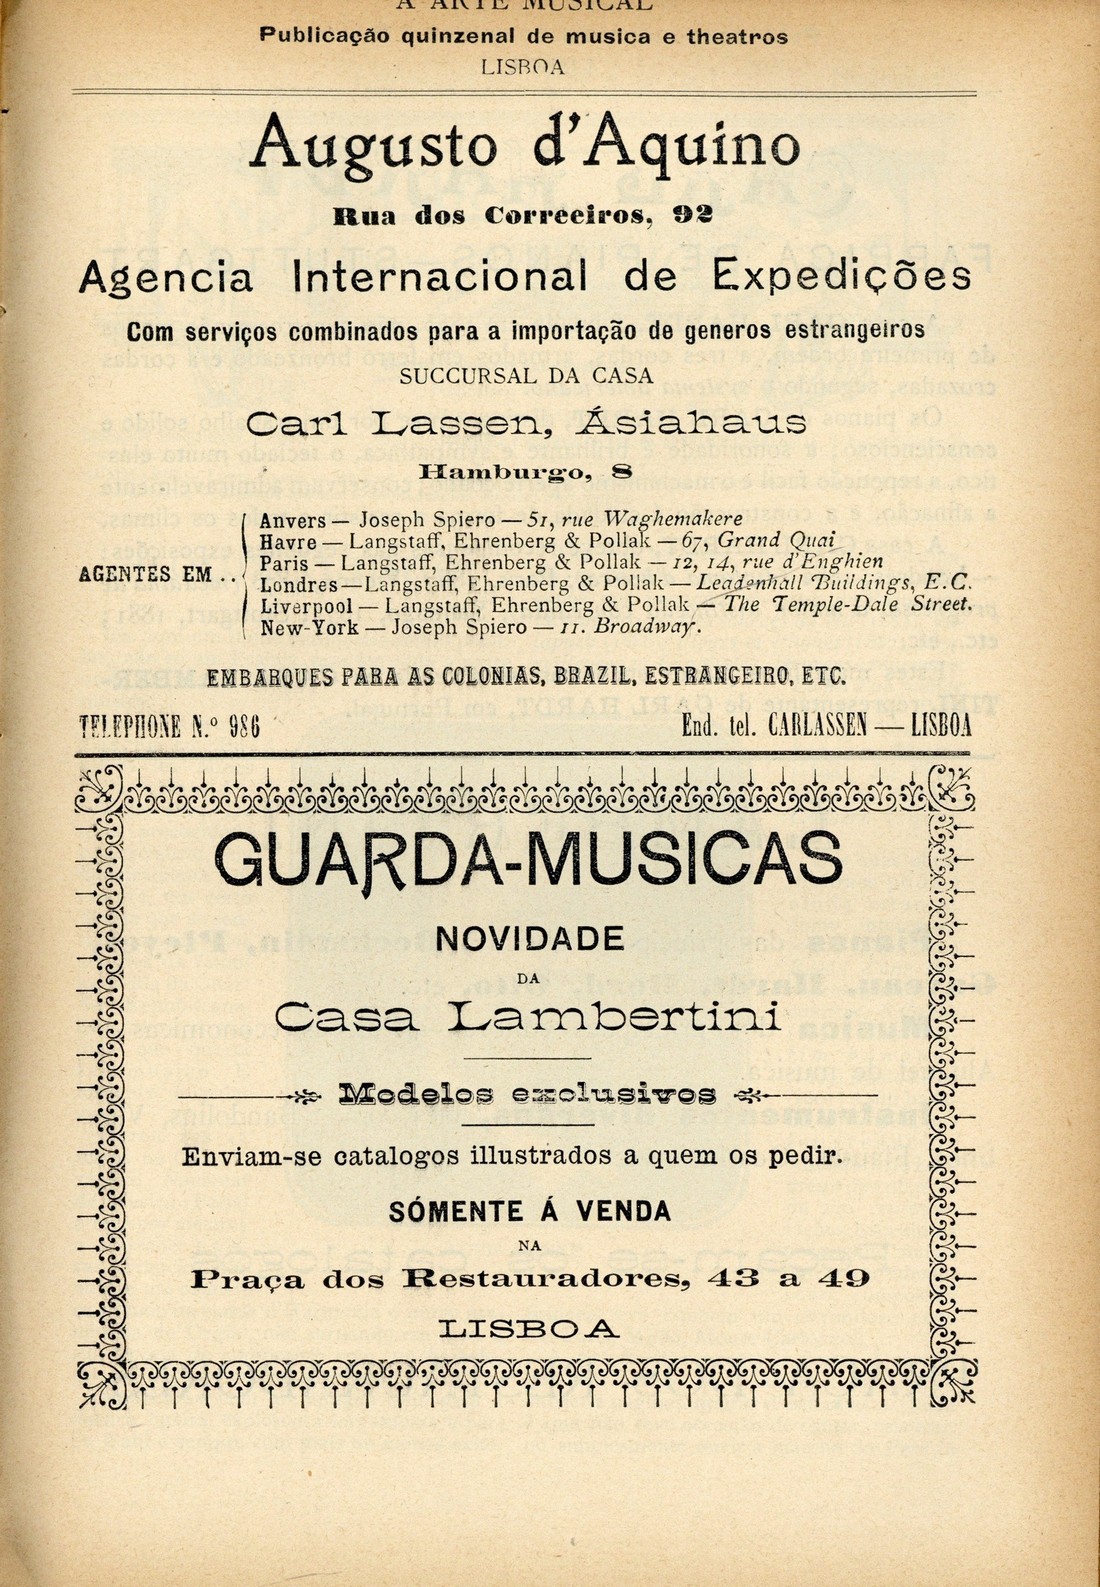 A ARTE MUSICAL
Publicação quinzenal de musica e theatros
LISBOA
Augusto d'Aquino
Rua dos Correeiros, 92
Agencia Internacional de Expedições
Com serviços combinados para a importação de generos estrangeiros
SUCCURSAL DA CASA
Carl Lassen, Ásiahaus
Hamburgo, 8
AGENTES EM ..
Anvers — Joseph Spiero — 51, rue Waghemakere
Havre — Langstaff, Ehrenberg & Pollak — 67, Grand Quai
Paris — Langstaff, Ehrenberg & Pollak — 12, 14, rue d'Enghien
Londres — Langstaff, Ehrenberg & Pollak — Leadenhall Buildings, E.C.
Liverpool — Langstaff, Ehrenberg & Pollak — The Temple-Dale Street.
New-York — Joseph Spiero — 11. Broadway.
EMBARQUES PARA AS COLONIAS, BRAZIL, ESTRANGEIRO, ETC.
TELEPHONE N.º 986 End. tel. CARLASSEN — LISBOA
GUARDA-MUSICAS
NOVIDADE
DA
Casa Lambertini
Modelos exclusivos
Enviam-se catalogos illustrados a quem os pedir.
SÓMENTE Á VENDA
NA
Praça dos Restauradores, 43 a 49
LISBOA